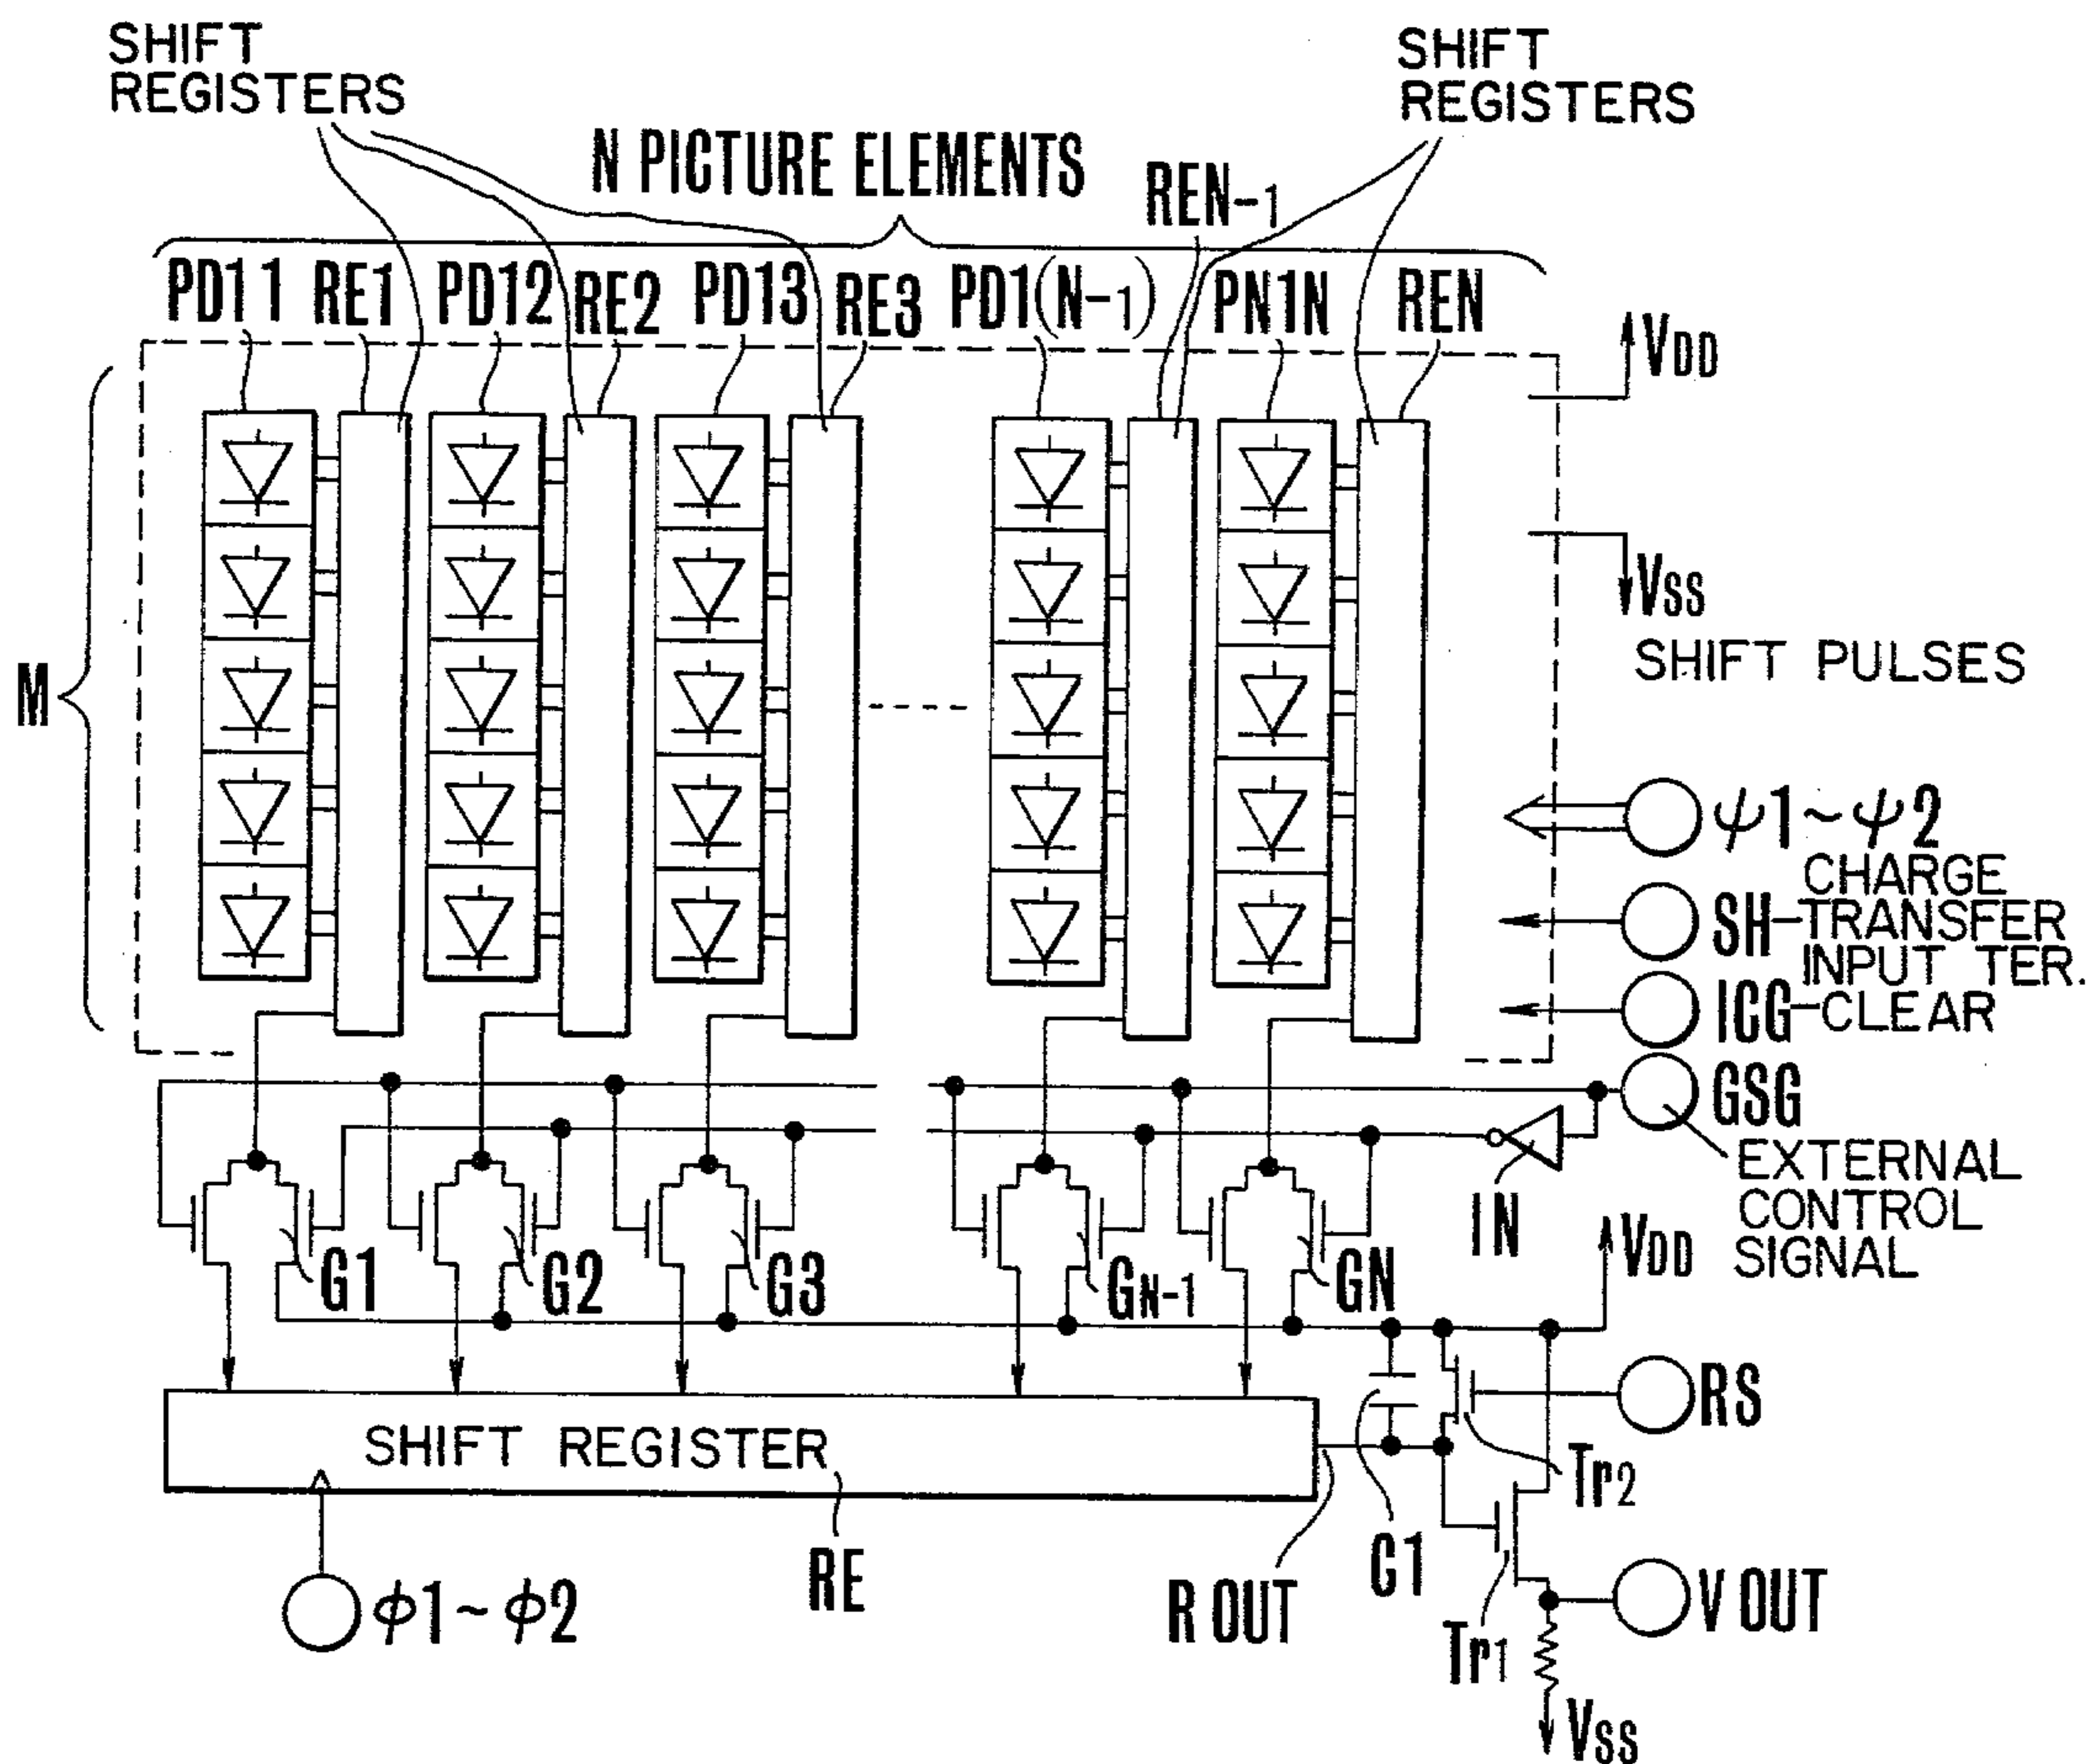 SHIFT
REGISTERS
SHIFT
REGISTERS
N PICTURE ELEMENTS
REN-1
PD11 RE1 PD12 RE2 PD13 RE3 PD1(N-1) PN1N REN
VDD
VSS
SHIFT PULSES
M
ψ1~ψ2
CHARGE
SH-TRANSFER
INPUT TER.
ICG-CLEAR
GSG
EXTERNAL
CONTROL
SIGNAL
IN
G1 G2 G3 GN-1 GN
VDD
RS
SHIFT REGISTER
Tr2
RE
R OUT
C1
φ1~φ2
V OUT
Tr1
VSS